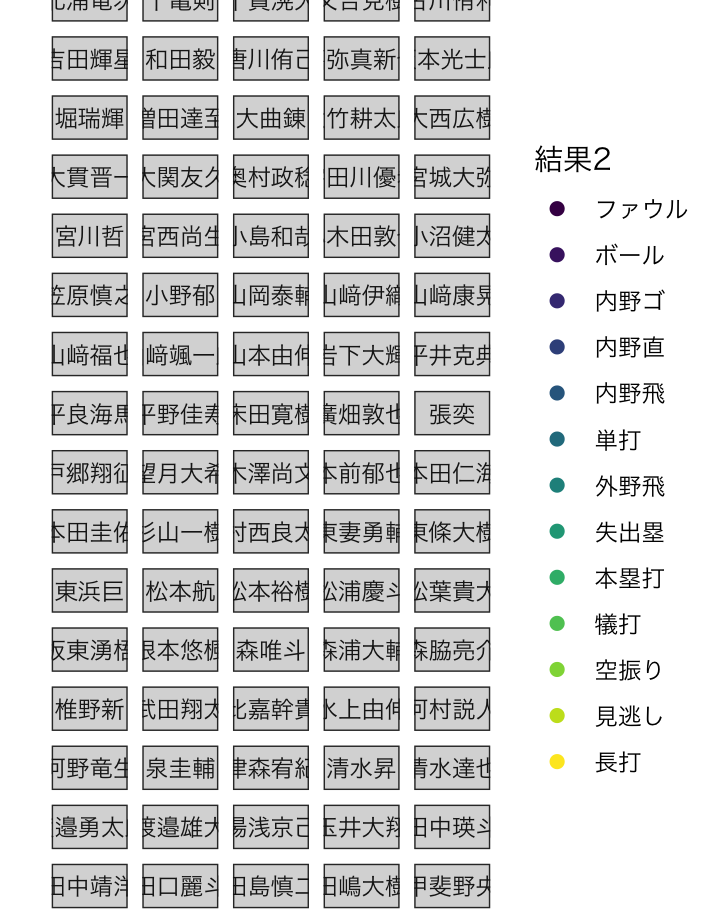 吉田輝星 和田毅 唐川侑己 弥真新 本光士
堀瑞輝 増田達至 大曲錬 竹耕太 大西広樹
大貫晋一 大関友久 奥村政稔 田川優 宮城大弥
宮川哲 宮西尚生 小島和哉 木田敦 小沼健太
笠原慎之 小野郁 山岡泰輔 山﨑伊織 山﨑康晃
山﨑福也 﨑颯一 山本由伸 岩下大輝 平井克典
平良海馬 平野佳寿 床田寛樹 廣畑敦也 張奕
戸郷翔征 望月大希 木澤尚文 本前郁也 本田仁海
本田圭佑 杉山一樹 村西良太 東妻勇輔 東條大樹
東浜巨 松本航 松本裕樹 松浦慶斗 松葉貴大
板東湧梧 根本悠楓 森唯斗 森浦大輔 森脇亮介
椎野新 武田翔太 比嘉幹貴 水上由伸 河村説人
河野竜生 泉圭輔 津森宥紀 清水昇 清水達也
邉勇太 渡邉雄大 湯浅京己 玉井大翔 田中瑛斗
田中靖洋 田口麗斗 田島慎二 田嶋大樹 甲斐野央
結果2
ファウル
ボール
内野ゴ
内野直
内野飛
単打
外野飛
失出塁
本塁打
犠打
空振り
見逃し
長打